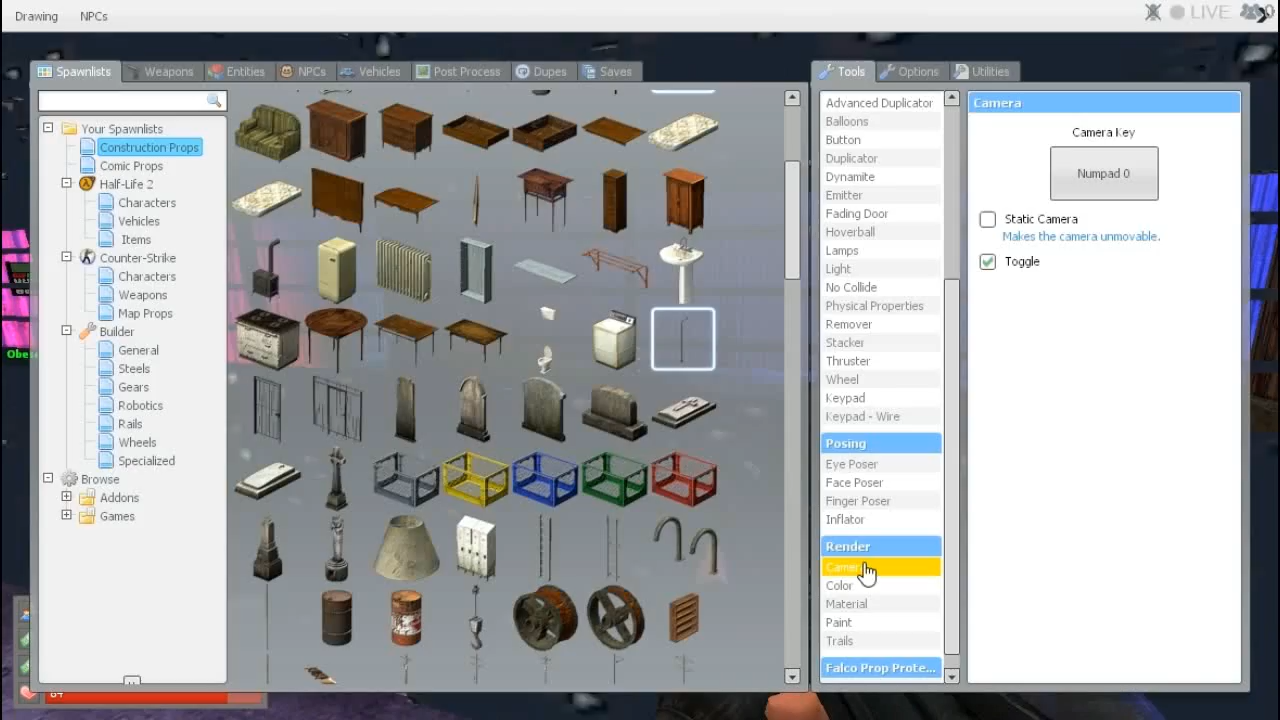 Drawing NPCs LIVE 0
Spawnlists Weapons Entities NPCs Vehicles Post Process Dupes Saves Tools Options Utilities
Your Spawnlists
Construction Props
Comic Props
Half-Life 2
Characters
Vehicles
Items
Counter-Strike
Characters
Weapons
Map Props
Builder
General
Steels
Gears
Robotics
Rails
Wheels
Specialized
Browse
Addons
Games
Advanced Duplicator
Balloons
Button
Duplicator
Dynamite
Emitter
Fading Door
Hoverball
Lamps
Light
No Collide
Physical Properties
Remover
Stacker
Thruster
Wheel
Keypad
Keypad - Wire
Posing
Eye Poser
Face Poser
Finger Poser
Inflator
Render
Camera
Color
Material
Paint
Trails
Falco Prop Prote...
Camera
Camera Key
Numpad 0
Static Camera
Makes the camera unmovable.
Toggle